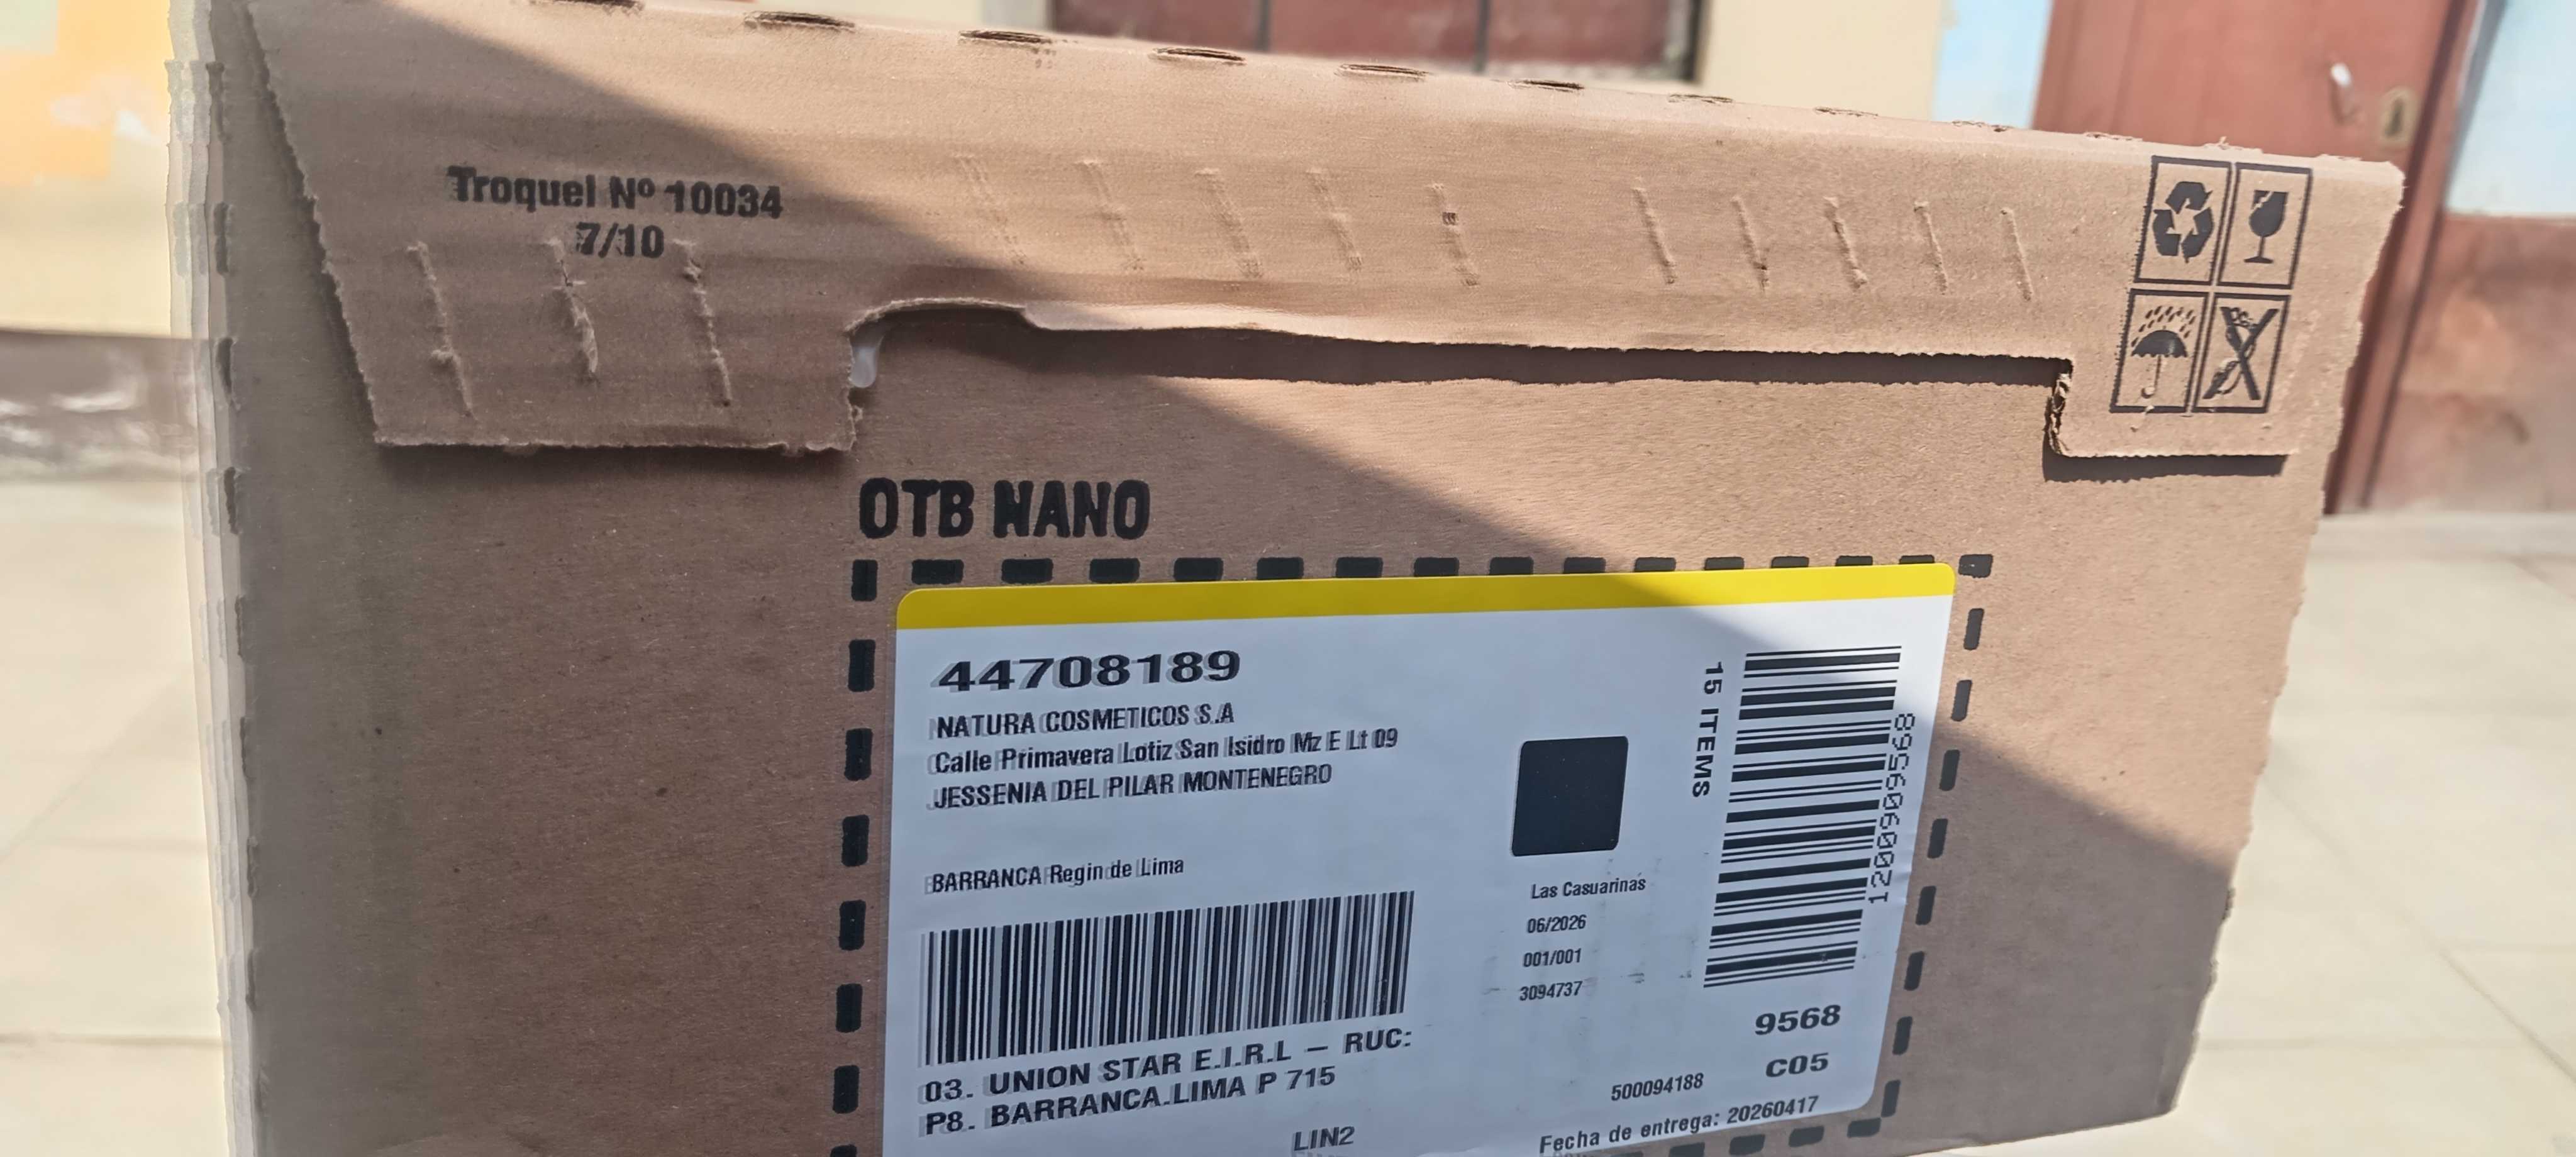 Troquel Nº 10034
7/10
OTB NANO
44708189
NATURA COSMETICOS S.A
Calle Primavera Lotiz San Isidro Mz E Lt 09
JESSENIA DEL PILAR MONTENEGRO
BARRANCA Regin de Lima
15 ITEMS
1200909568
Las Casuarinas
06/2026
001/001
3094737
9568
C05
03. UNION STAR E.I.R.L – RUC:
P8. BARRANCA.LIMA P 715
500094188
LIN2
Fecha de entrega: 20260417